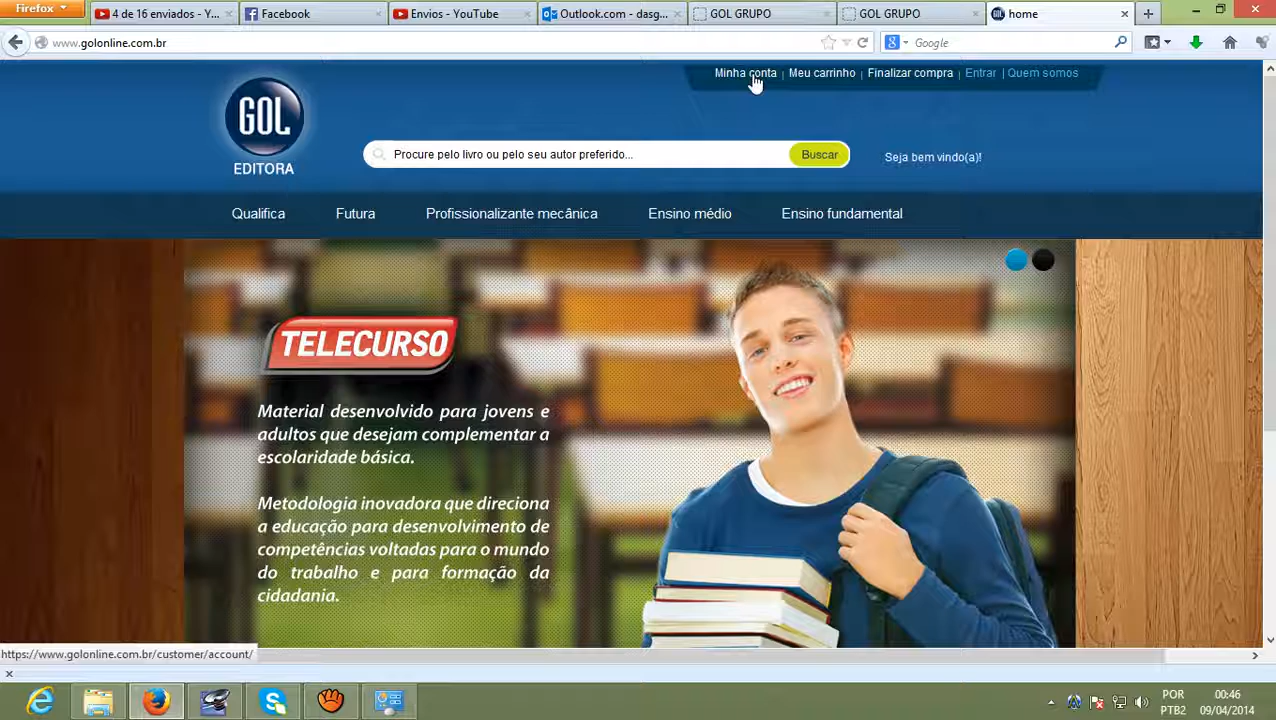 Firefox
4 de 16 enviados - Y...
Facebook
Envios - YouTube
Outlook.com - dasg...
GOL GRUPO
GOL GRUPO
home
www.golonline.com.br
Google
Minha conta | Meu carrinho | Finalizar compra | Entrar | Quem somos
GOL
EDITORA
Procure pelo livro ou pelo seu autor preferido...
Buscar
Seja bem vindo(a)!
Qualifica
Futura
Profissionalizante mecânica
Ensino médio
Ensino fundamental
TELECURSO
Material desenvolvido para jovens e
adultos que desejam complementar a
escolaridade básica.
Metodologia inovadora que direciona
a educação para desenvolvimento de
competências voltadas para o mundo
do trabalho e para formação da
cidadania.
https://www.golonline.com.br/customer/account/
POR
PTB2
00:46
09/04/2014